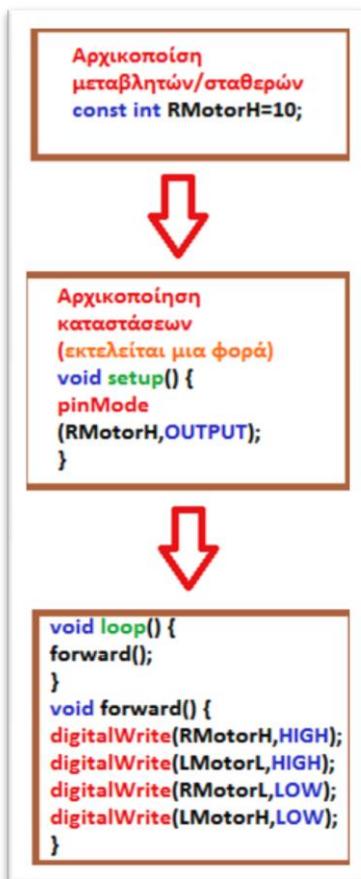 Αρχικοποίση
μεταβλητών/σταθερών
const int RMotorH=10;
Αρχικοποίηση
καταστάσεων
(εκτελείται μια φορά)
void setup() {
pinMode
(RMotorH,OUTPUT);
}
void loop() {
forward();
}
void forward() {
digitalWrite(RMotorH,HIGH);
digitalWrite(LMotorL,HIGH);
digitalWrite(RMotorL,LOW);
digitalWrite(LMotorH,LOW);
}